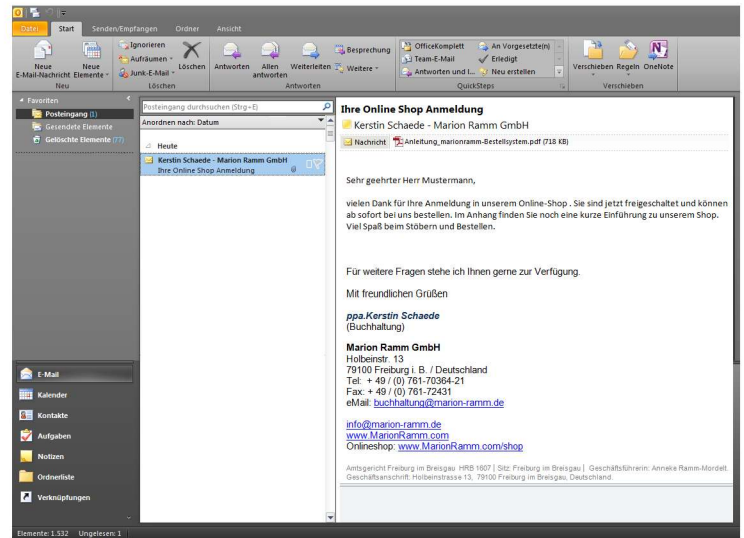 Datei Start Senden/Empfangen Ordner Ansicht
Neue E-Mail-Nachricht
Neue Elemente
Neu
Ignorieren
Aufräumen
Junk-E-Mail
Löschen
Löschen
Antworten
Allen antworten
Weiterleiten
Besprechung
Weitere
Antworten
OfficeKomplett
Team-E-Mail
Antworten und l...
An Vorgesetzte(n)
Erledigt
Neu erstellen
QuickSteps
Verschieben
Regeln
OneNote
Verschieben
Favoriten
Posteingang (1)
Gesendete Elemente
Gelöschte Elemente (77)
Posteingang durchsuchen (Strg+E)
Anordnen nach: Datum
Heute
Kerstin Schaede - Marion Ramm GmbH
Ihre Online Shop Anmeldung
Ihre Online Shop Anmeldung
Kerstin Schaede - Marion Ramm GmbH
Nachricht Anleitung_marionramm-Bestellsystem.pdf (718 KB)
Sehr geehrter Herr Mustermann,
vielen Dank für Ihre Anmeldung in unserem Online-Shop . Sie sind jetzt freigeschaltet und können
ab sofort bei uns bestellen. Im Anhang finden Sie noch eine kurze Einführung zu unserem Shop.
Viel Spaß beim Stöbern und Bestellen.
Für weitere Fragen stehe ich Ihnen gerne zur Verfügung.
Mit freundlichen Grüßen
ppa.Kerstin Schaede
(Buchhaltung)
Marion Ramm GmbH
Holbeinstr. 13
79100 Freiburg i. B. / Deutschland
Tel: + 49 / (0) 761-70364-21
Fax: + 49 / (0) 761-72431
eMail: buchhaltung@marion-ramm.de
info@marion-ramm.de
www.MarionRamm.com
Onlineshop: www.MarionRamm.com/shop
Amtsgericht Freiburg im Breisgau HRB 1607 | Sitz: Freiburg im Breisgau | Geschäftsführerin: Anneke Ramm-Mordelt.
Geschäftsanschrift: Holbeinstrasse 13, 79100 Freiburg im Breisgau, Deutschland.
E-Mail
Kalender
Kontakte
Aufgaben
Notizen
Ordnerliste
Verknüpfungen
Elemente: 1.532 Ungelesen: 1